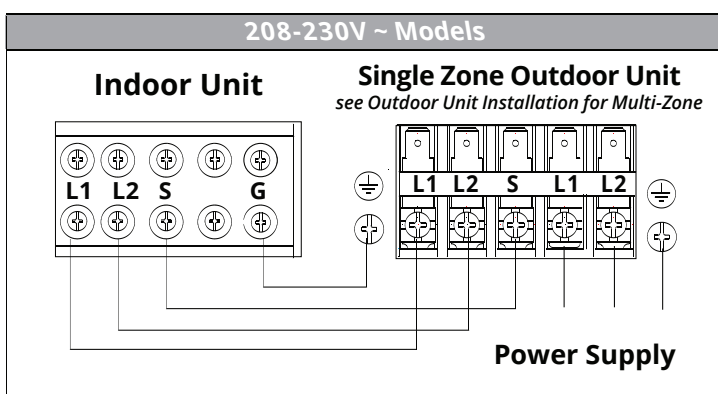 208-230V ~ Models
Indoor Unit
Single Zone Outdoor Unit
see Outdoor Unit Installation for Multi-Zone
L1 L2 S G
L1 L2 S L1 L2
Power Supply